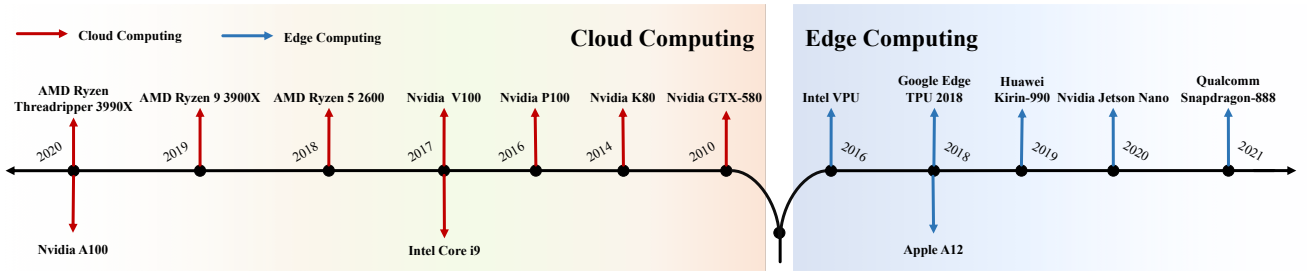 Cloud Computing
Edge Computing
Cloud Computing
Edge Computing
AMD Ryzen
Threadripper 3990X
AMD Ryzen 9 3900X
AMD Ryzen 5 2600
Nvidia V100
Nvidia P100
Nvidia K80
Nvidia GTX-580
Intel VPU
Google Edge
TPU 2018
Huawei
Kirin-990
Nvidia Jetson Nano
Qualcomm
Snapdragon-888
2020
2019
2018
2017
2016
2014
2010
2016
2018
2019
2020
2021
Nvidia A100
Intel Core i9
Apple A12